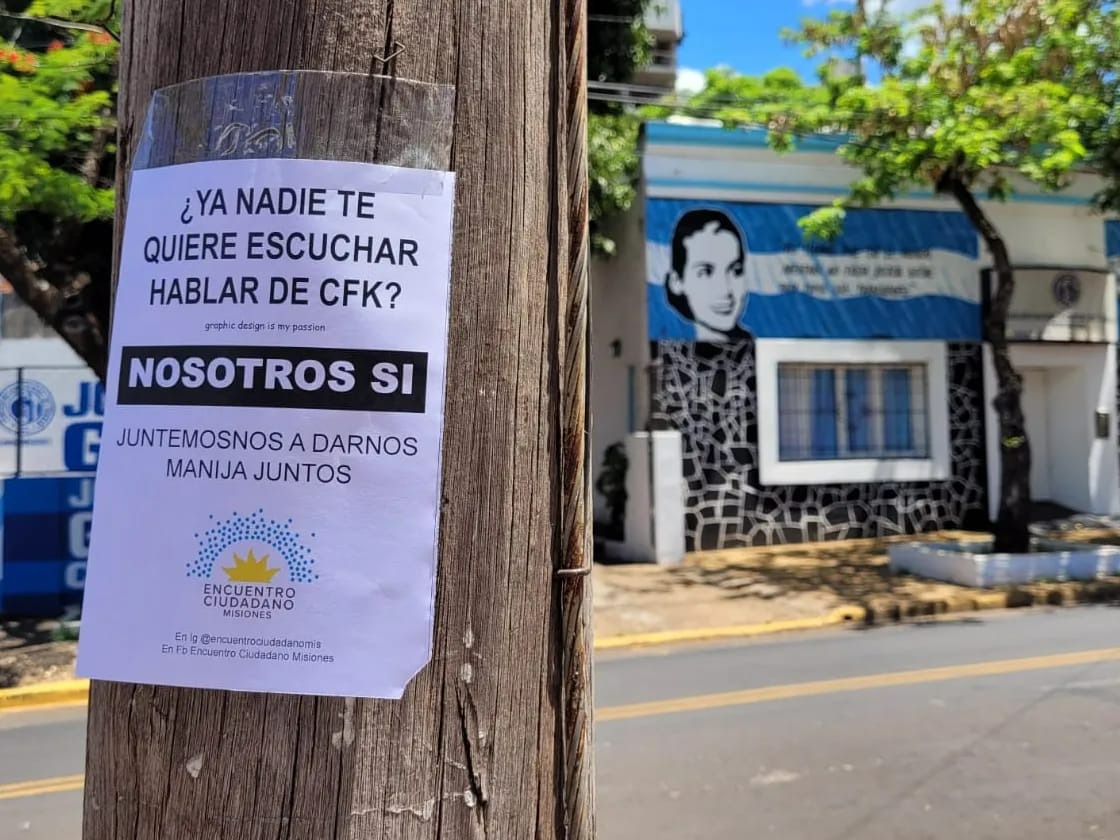 ¿YA NADIE TE
QUIERE ESCUCHAR
HABLAR DE CFK?
graphic design is my passion
NOSOTROS SI
JUNTEMOSNOS A DARNOS
MANIJA JUNTOS
ENCUENTRO
CIUDADANO
MISIONES
En Ig @encuentrociudadanomis
En Fb Encuentro Ciudadano Misiones